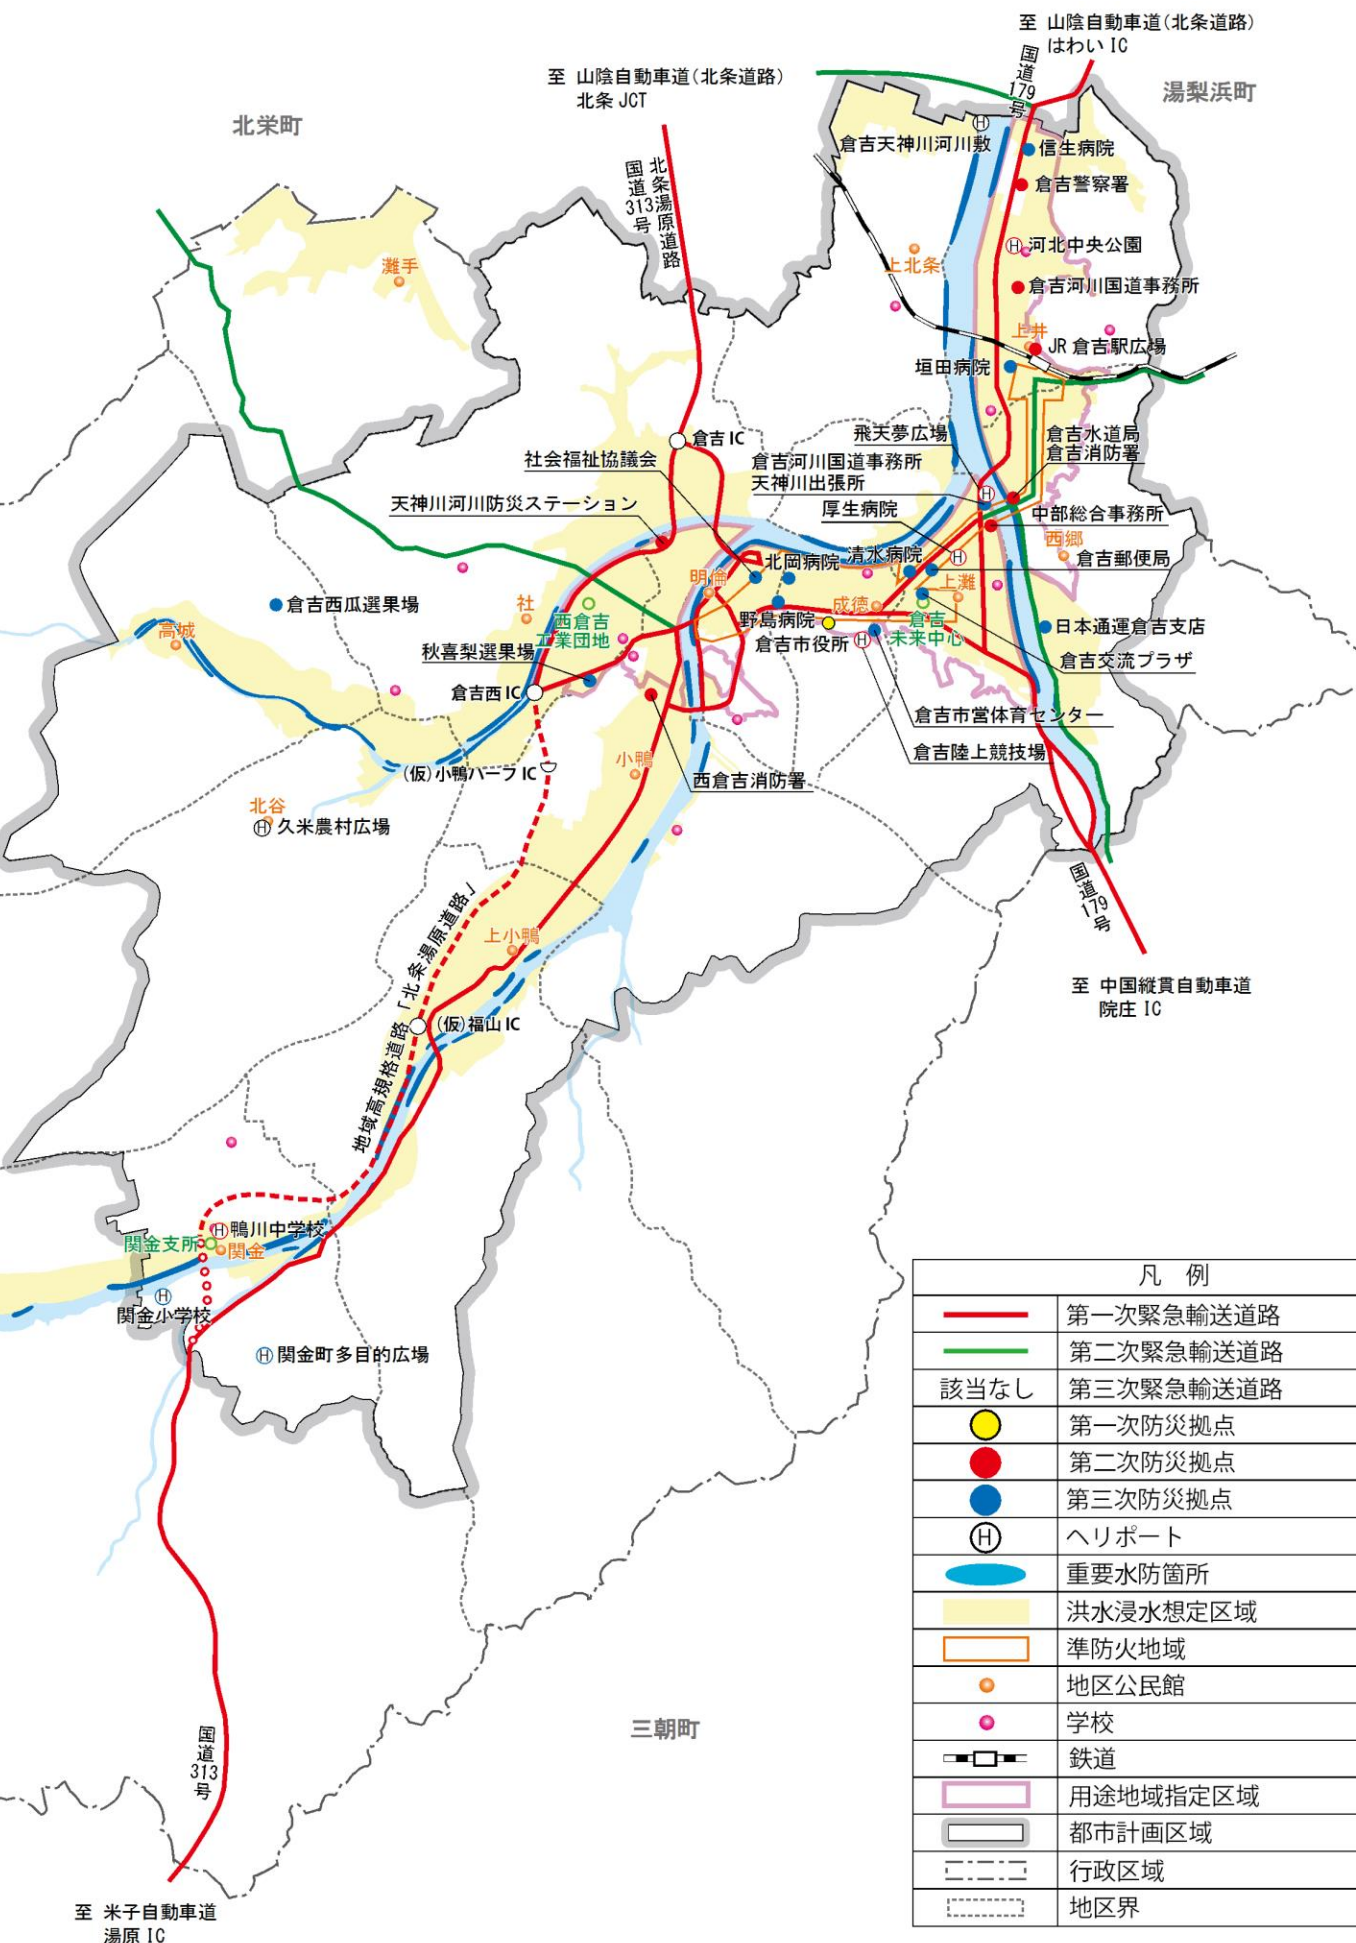 至 山陰自動車道(北条道路)
はわい IC
国道179号
湯梨浜町
至 山陰自動車道(北条道路)
北条 JCT
北栄町
倉吉天神川河川敷
信生病院
倉吉警察署
北条湯原道路
国道313号
河北中央公園
上北条
灘手
倉吉河川国道事務所
上井
JR 倉吉駅広場
垣田病院
飛天夢広場
倉吉水道局
倉吉消防署
倉吉 IC
社会福祉協議会
倉吉河川国道事務所
天神川出張所
天神川河川防災ステーション
厚生病院
中部総合事務所
西郷
倉吉郵便局
北岡病院
清水病院
明倫
上灘
倉吉西瓜選果場
社
西倉吉
工業団地
成徳
倉吉
未来中心
野島病院
倉吉市役所
日本通運倉吉支店
高城
秋喜梨選果場
倉吉交流プラザ
倉吉西 IC
倉吉市営体育センター
倉吉陸上競技場
(仮)小鴨ハーフ IC
小鴨
西倉吉消防署
北谷
久米農村広場
国道179号
地域高規格道路「北条湯原道路」
上小鴨
至 中国縦貫自動車道
院庄 IC
(仮)福山 IC
鴨川中学校
関金支所
関金
関金小学校
関金町多目的広場
国道313号
三朝町
至 米子自動車道
湯原 IC
凡 例
第一次緊急輸送道路
第二次緊急輸送道路
該当なし 第三次緊急輸送道路
第一次防災拠点
第二次防災拠点
第三次防災拠点
H ヘリポート
重要水防箇所
洪水浸水想定区域
準防火地域
地区公民館
学校
鉄道
用途地域指定区域
都市計画区域
行政区域
地区界